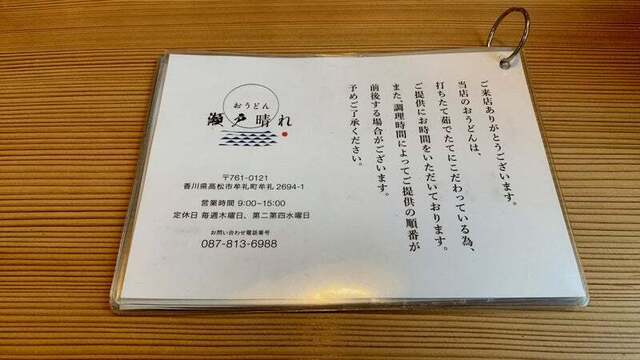 おうどん
瀬戸晴れ
〒761-0121
香川県高松市牟礼町牟礼 2694-1
営業時間 9:00~15:00
定休日 毎週木曜日、第二第四水曜日
お問い合わせ電話番号
087-813-6988
ご来店ありがとうございます。
当店のおうどんは、
打ちたて茹でたてにこだわっている為、
ご提供にお時間をいただいております。
また、調理時間によってご提供の順番が
前後する場合がございます。
予めご了承ください。